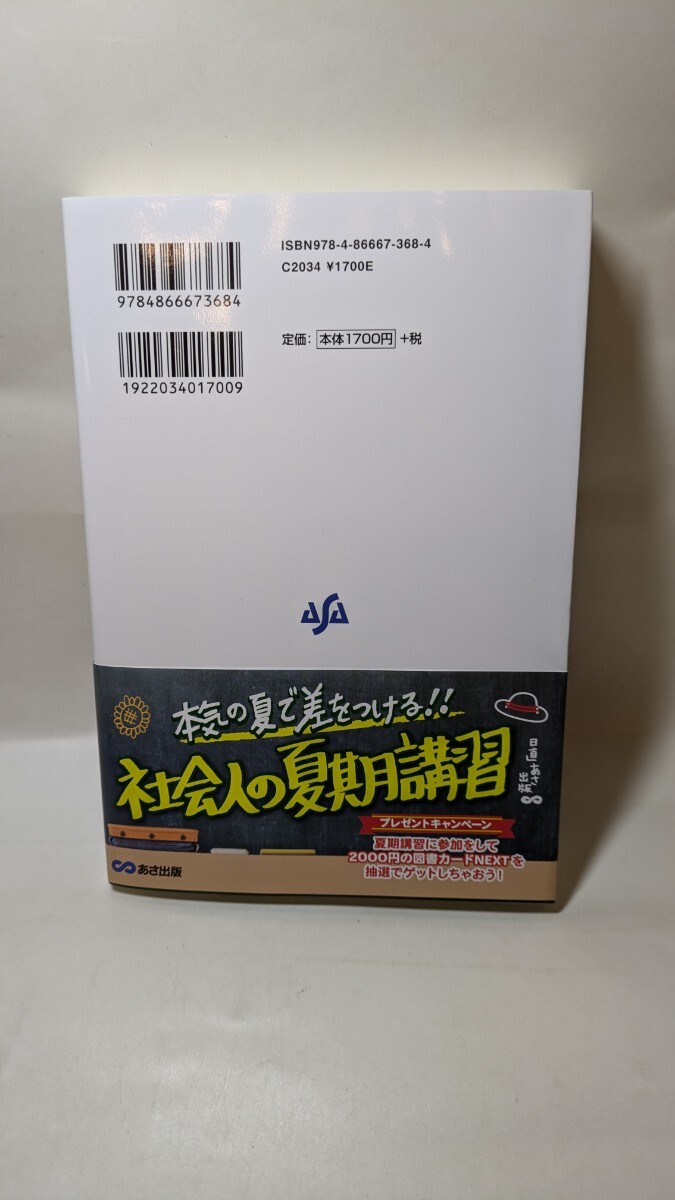 ISBN978-4-86667-368-4
C2034 ¥1700E
9784866673684
定価: 本体1700円 +税
1922034017009
ASA
本気の夏で差をつける!!
社会人の夏期講習
プレゼントキャンペーン
夏期講習に参加をして
2000円の図書カードNEXTを
抽選でゲットしちゃおう!
あさ出版